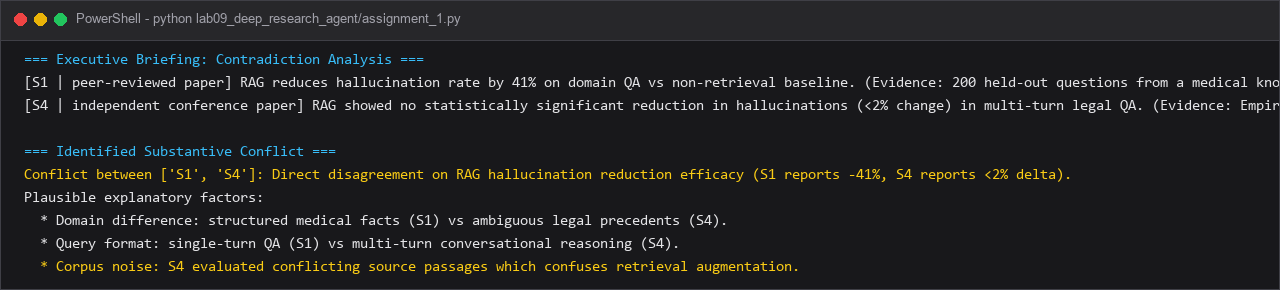 PowerShell - python lab09_deep_research_agent/assignment_1.py
=== Executive Briefing: Contradiction Analysis ===
[S1 | peer-reviewed paper] RAG reduces hallucination rate by 41% on domain QA vs non-retrieval baseline. (Evidence: 200 held-out questions from a medical kno
[S4 | independent conference paper] RAG showed no statistically significant reduction in hallucinations (<2% change) in multi-turn legal QA. (Evidence: Empir
=== Identified Substantive Conflict ===
Conflict between ['S1', 'S4']: Direct disagreement on RAG hallucination reduction efficacy (S1 reports -41%, S4 reports <2% delta).
Plausible explanatory factors:
* Domain difference: structured medical facts (S1) vs ambiguous legal precedents (S4).
* Query format: single-turn QA (S1) vs multi-turn conversational reasoning (S4).
* Corpus noise: S4 evaluated conflicting source passages which confuses retrieval augmentation.